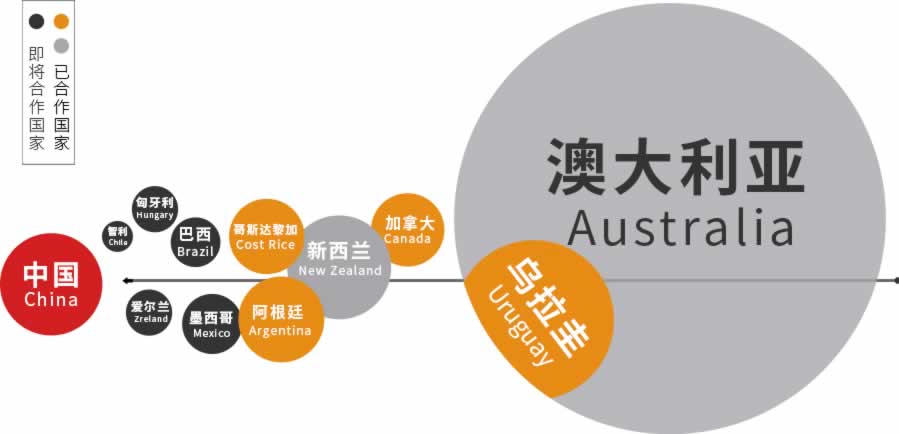 即将合作国家
已合作国家
匈牙利
Hungary
智利
Chile
巴西
Brazil
哥斯达黎加
Cost Rice
新西兰
New Zealand
加拿大
Canada
澳大利亚
Australia
中国
China
爱尔兰
Zreland
墨西哥
Mexico
阿根廷
Argentina
乌拉圭
Uruguay